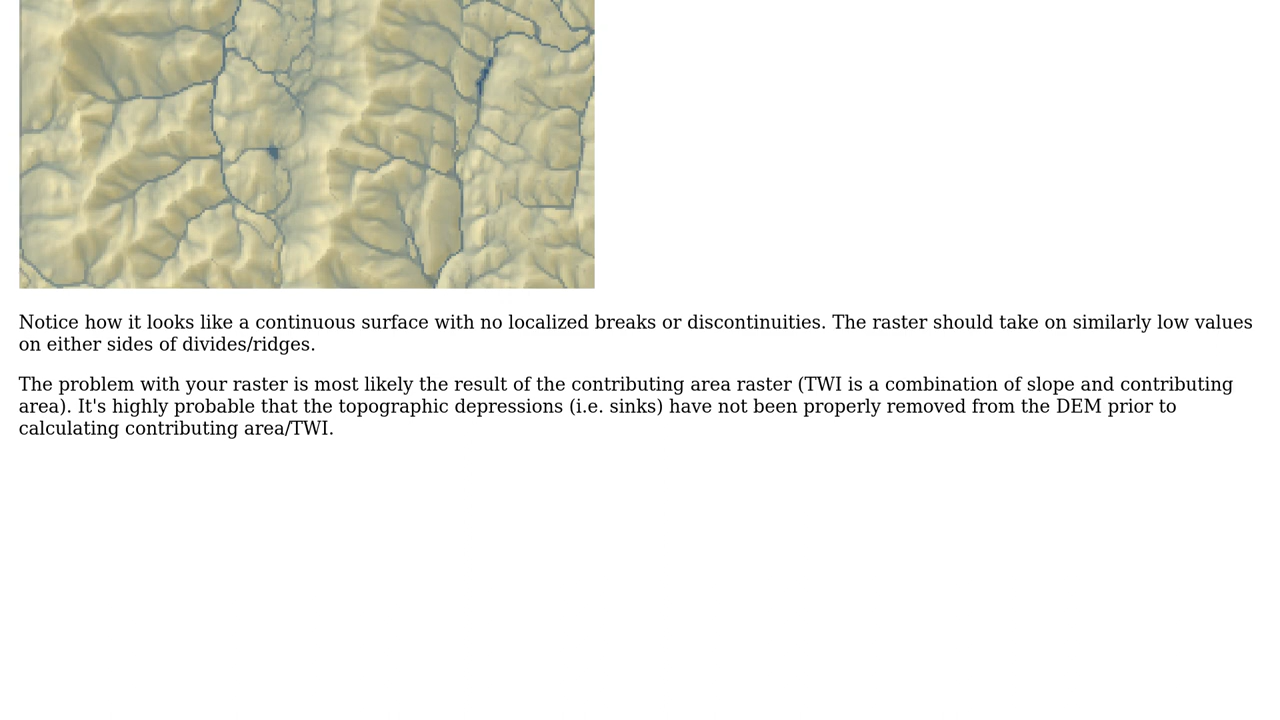 Notice how it looks like a continuous surface with no localized breaks or discontinuities. The raster should take on similarly low values
on either sides of divides/ridges.
The problem with your raster is most likely the result of the contributing area raster (TWI is a combination of slope and contributing
area). It's highly probable that the topographic depressions (i.e. sinks) have not been properly removed from the DEM prior to
calculating contributing area/TWI.